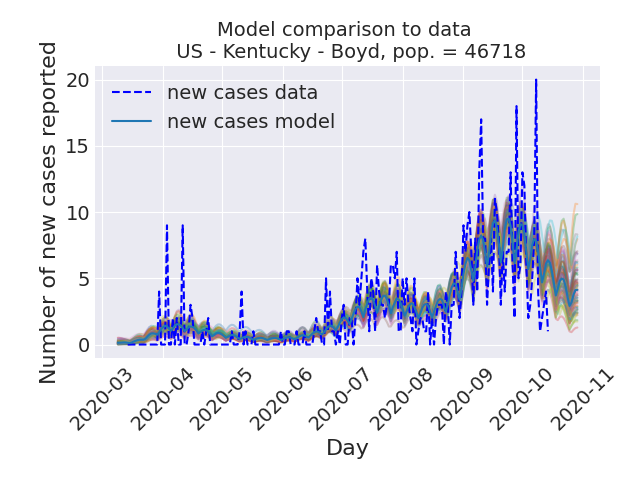 Model comparison to data
US - Kentucky - Boyd, pop. = 46718
Number of new cases reported
20
15
10
5
0
new cases data
new cases model
2020-03
2020-04
2020-05
2020-06
2020-07
2020-08
2020-09
2020-10
2020-11
Day